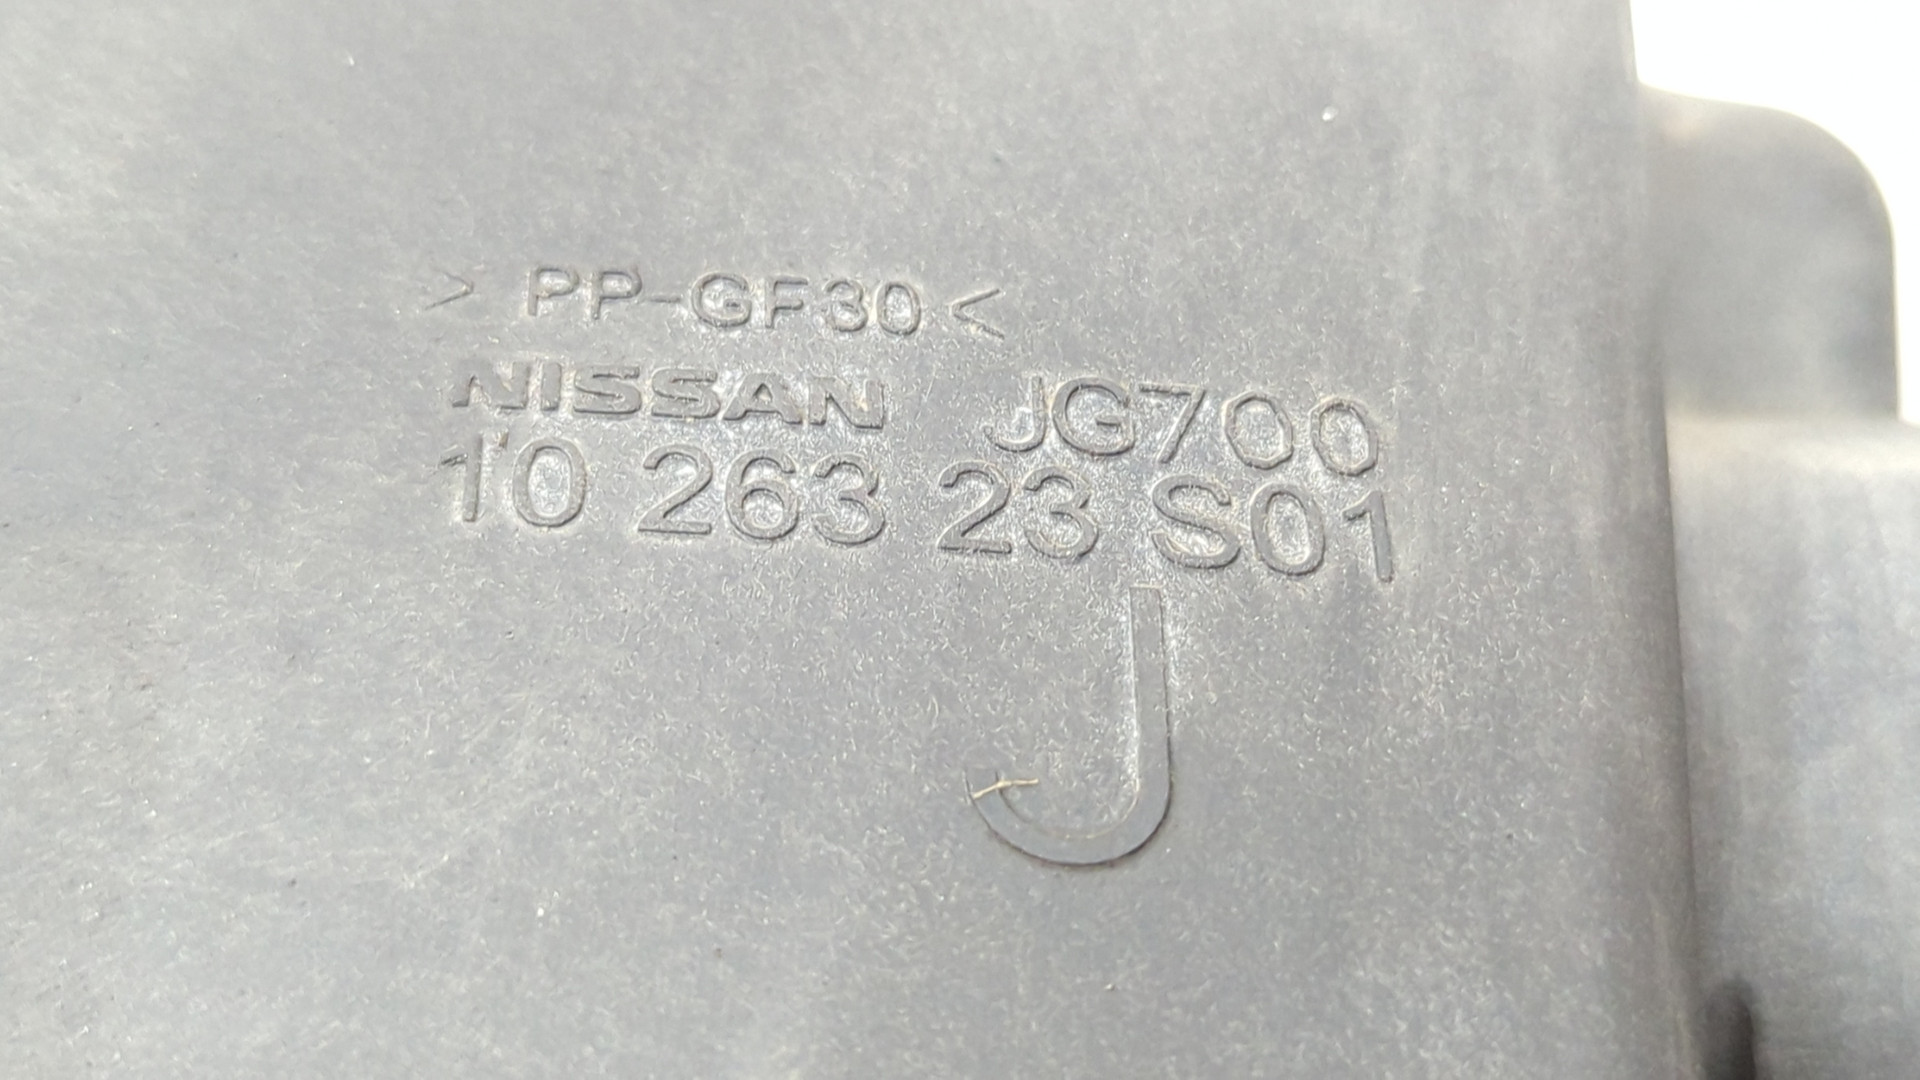 > PP-GF30 <
NISSAN JG700
10 263 23 S01
J